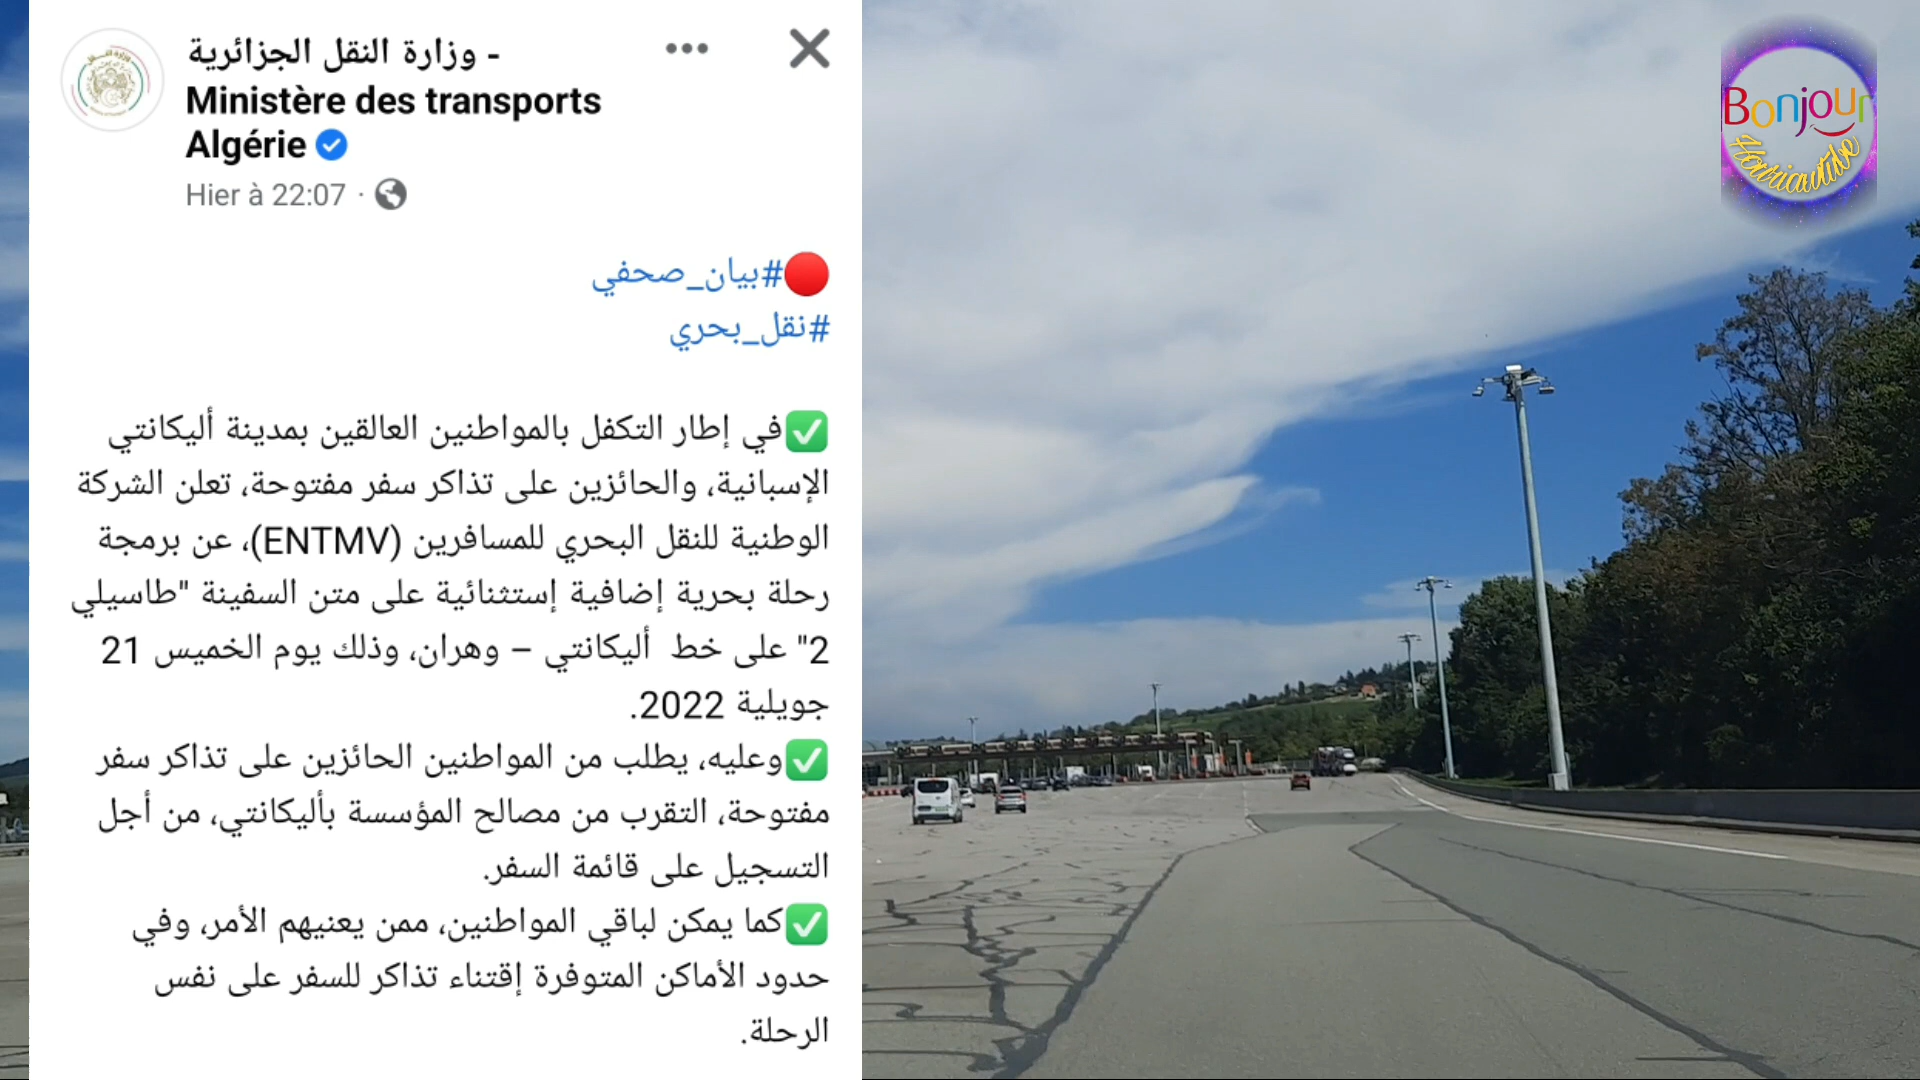 وزارة النقل الجزائرية -
Ministère des transports
Algérie
Hier à 22:07 ·
#بيان_صحفي
#نقل_بحري
في إطار التكفل بالمواطنين العالقين بمدينة أليكانتي
الإسبانية، والحائزين على تذاكر سفر مفتوحة، تعلن الشركة
الوطنية للنقل البحري للمسافرين (ENTMV)، عن برمجة
رحلة بحرية إضافية إستثنائية على متن السفينة "طاسيلي
2" على خط أليكانتي – وهران، وذلك يوم الخميس 21
جويلية 2022.
وعليه، يطلب من المواطنين الحائزين على تذاكر سفر
مفتوحة، التقرب من مصالح المؤسسة بأليكانتي، من أجل
التسجيل على قائمة السفر.
كما يمكن لباقي المواطنين، ممن يعنيهم الأمر، وفي
حدود الأماكن المتوفرة إقتناء تذاكر للسفر على نفس
الرحلة.
Bonjour